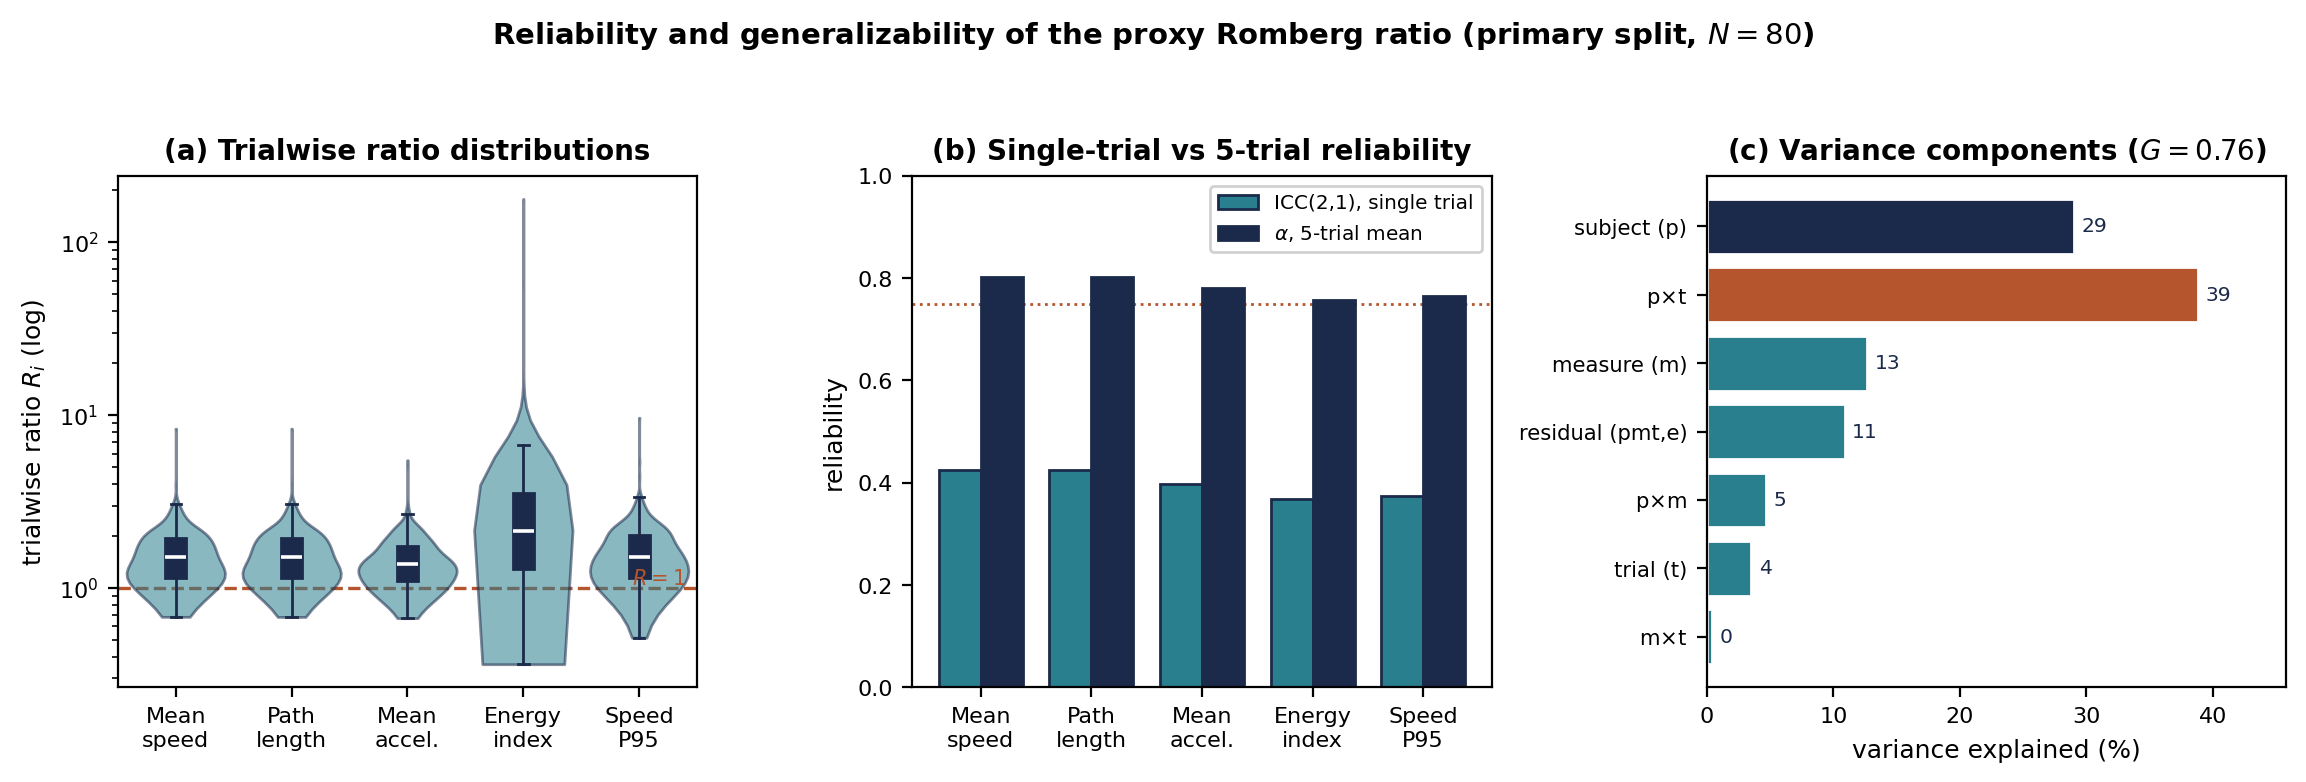 Reliability and generalizability of the proxy Romberg ratio (primary split, N = 80)
(a) Trialwise ratio distributions
trialwise ratio R_i (log)
10²
10¹
10⁰
R = 1
Mean speed
Path length
Mean accel.
Energy index
Speed P95
(b) Single-trial vs 5-trial reliability
reliability
1.0
0.8
0.6
0.4
0.2
0.0
ICC(2,1), single trial
α, 5-trial mean
Mean speed
Path length
Mean accel.
Energy index
Speed P95
(c) Variance components (G = 0.76)
subject (p) 29
p×t 39
measure (m) 13
residual (pmt,e) 11
p×m 5
trial (t) 4
m×t 0
0 10 20 30 40
variance explained (%)